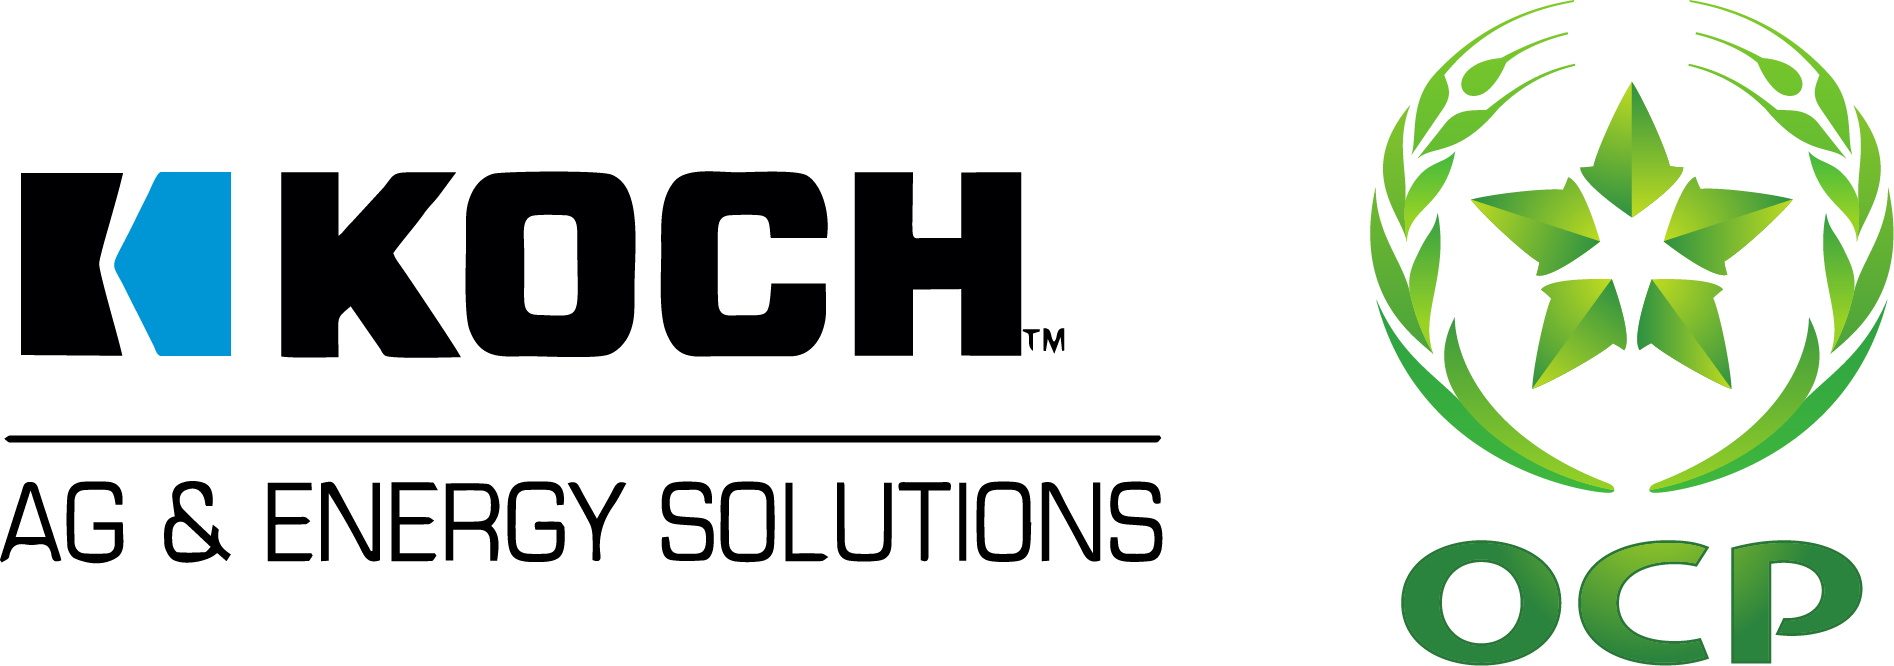 KOCH™
AG & ENERGY SOLUTIONS
OCP